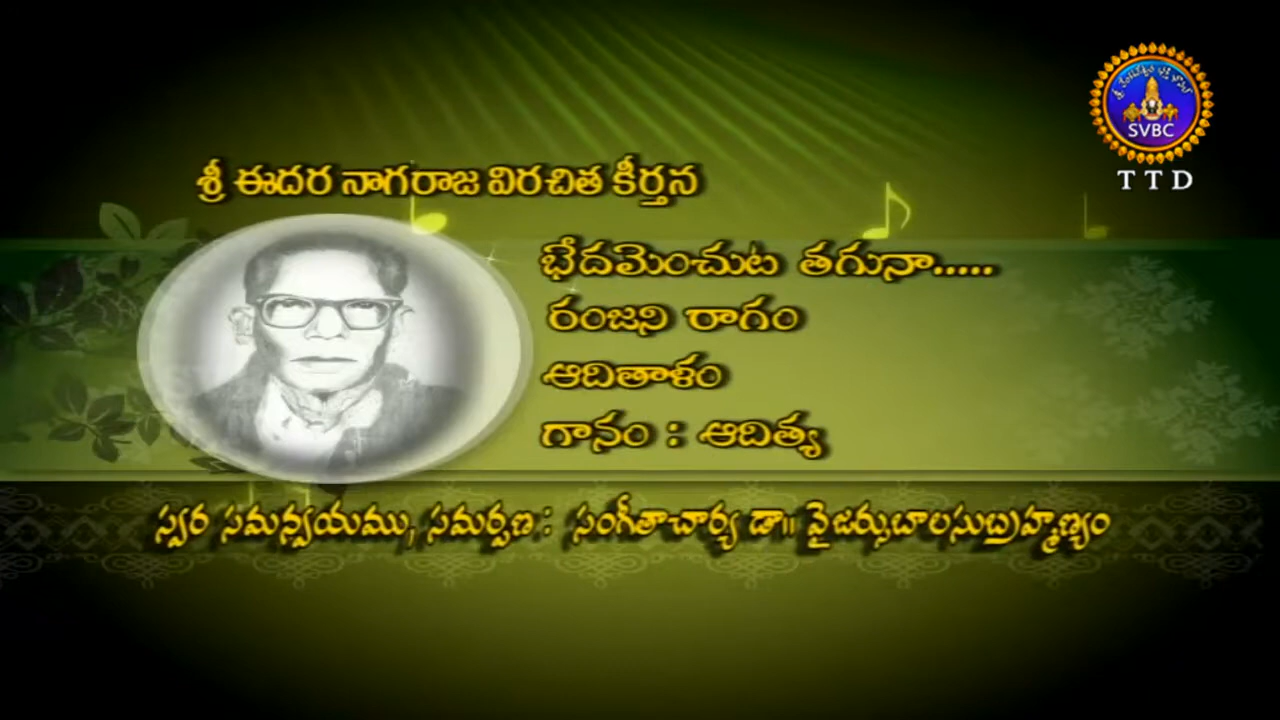 SVBC
T T D
శ్రీ ఈదర నాగరాజ విరచిత కీర్తన
భేదమెంచుట తగునా.....
రంజని రాగం
ఆదితాళం
గానం : ఆదిత్య
స్వర సమన్వయము, సమర్పణ : సంగీతాచార్య డా॥ వైజర్సుబాలసుబ్రహ్మణ్యం